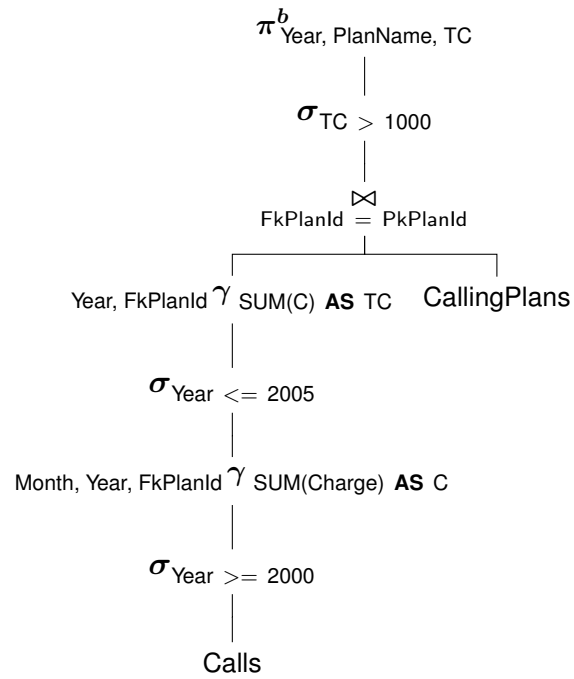 π^b Year, PlanName, TC
σ TC > 1000
⋈
FkPlanId = PkPlanId
Year, FkPlanId γ SUM(C) AS TC CallingPlans
σ Year <= 2005
Month, Year, FkPlanId γ SUM(Charge) AS C
σ Year >= 2000
Calls